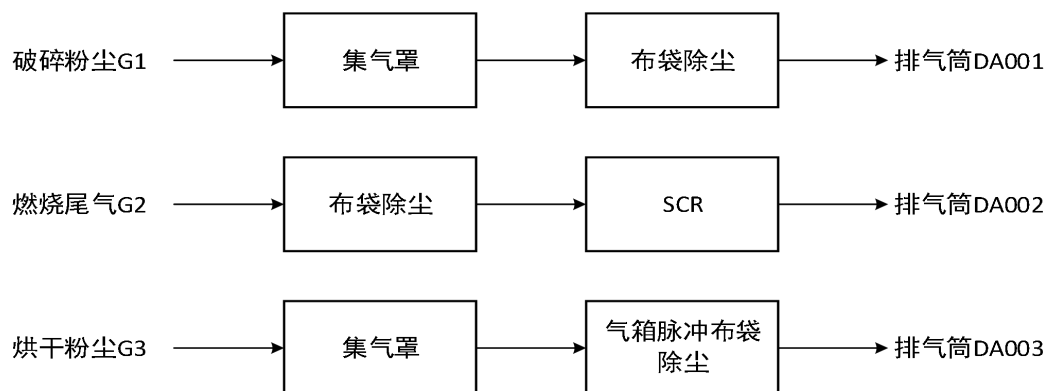 破碎粉尘G1
集气罩
布袋除尘
排气筒DA001
燃烧尾气G2
布袋除尘
SCR
排气筒DA002
烘干粉尘G3
集气罩
气箱脉冲布袋
除尘
排气筒DA003